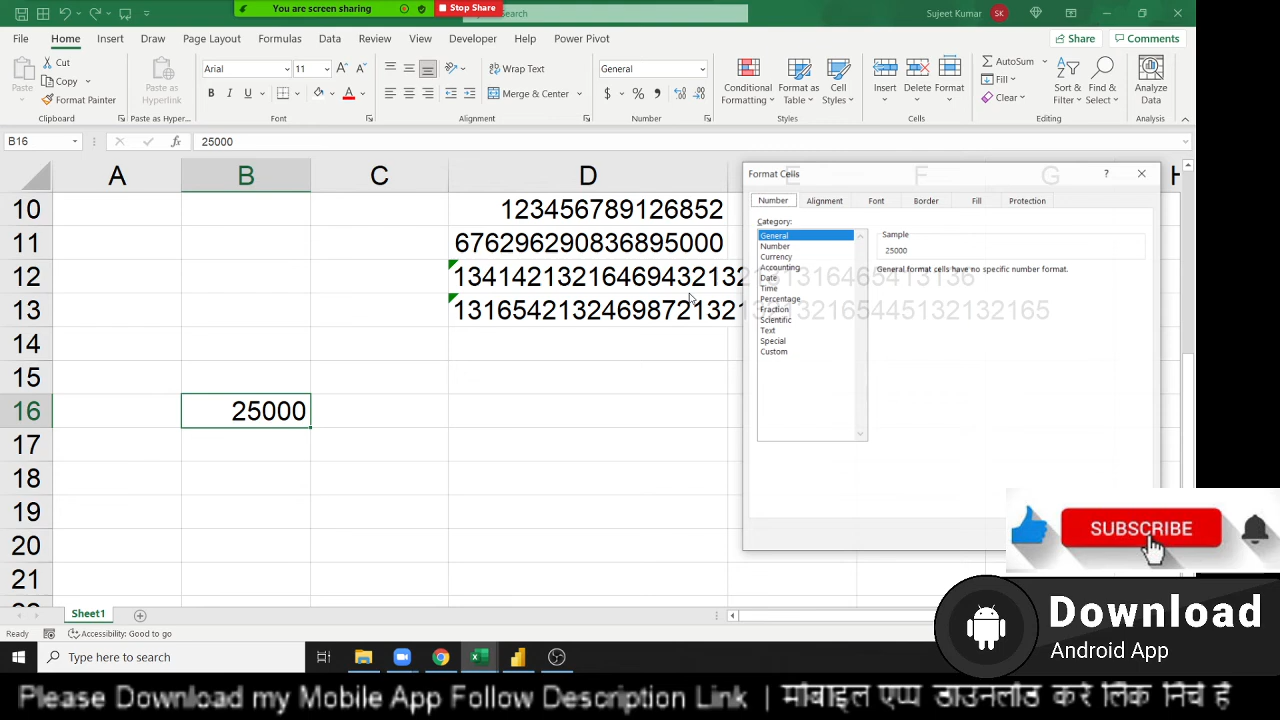 You are screen sharing
Stop Share
Search
Sujeet Kumar
SK
File Home Insert Draw Page Layout Formulas Data Review View Developer Help Power Pivot
Share
Comments
Paste
Cut
Copy
Format Painter
Clipboard
Paste as Hyperlink
Paste as Hyper...
Arial
11
B I U
Font
Wrap Text
Merge & Center
Alignment
General
$ % ,
Number
Conditional Formatting
Format as Table
Cell Styles
Styles
Insert
Delete
Format
Cells
AutoSum
Fill
Clear
Sort & Filter
Find & Select
Editing
Analyze Data
Analysis
B16
fx
25000
A B C D E F G H
10 123456789126852
11 676296290836895000
12
13
14
15
16 25000
17
18
19
20
21
Format Cells
? 
Number Alignment Font Border Fill Protection
Category:
General
Number
Currency
Accounting
Date
Time
Percentage
Fraction
Scientific
Text
Special
Custom
Sample
25000
General format cells have no specific number format.
SUBSCRIBE
Download
Android App
Sheet1
Ready
Accessibility: Good to go
Type here to search
Please Download my Mobile App Follow Description Link | मोबाइल एप्प डाउनलोड करे लिंक निचे है